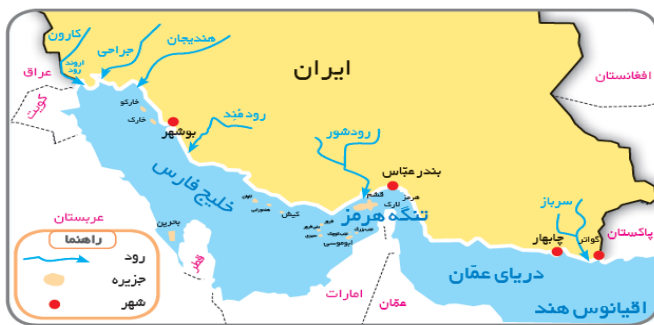 کارون
جراحی
هندیجان
اروند
رود
عراق
کویت
ایران
افغانستان
خارکو
خارک
بوشهر
رود مُند
رودشور
بندر عبّاس
سرباز
خلیج فارس
کیش
قشم
لارک
هرمز
تنگه هرمز
ابوموسی
عربستان
بحرین
قطر
امارات
عمّان
دریای عمّان
چابهار
گواتر
پاکستان
اقیانوس هند
راهنما
رود
جزیره
شهر